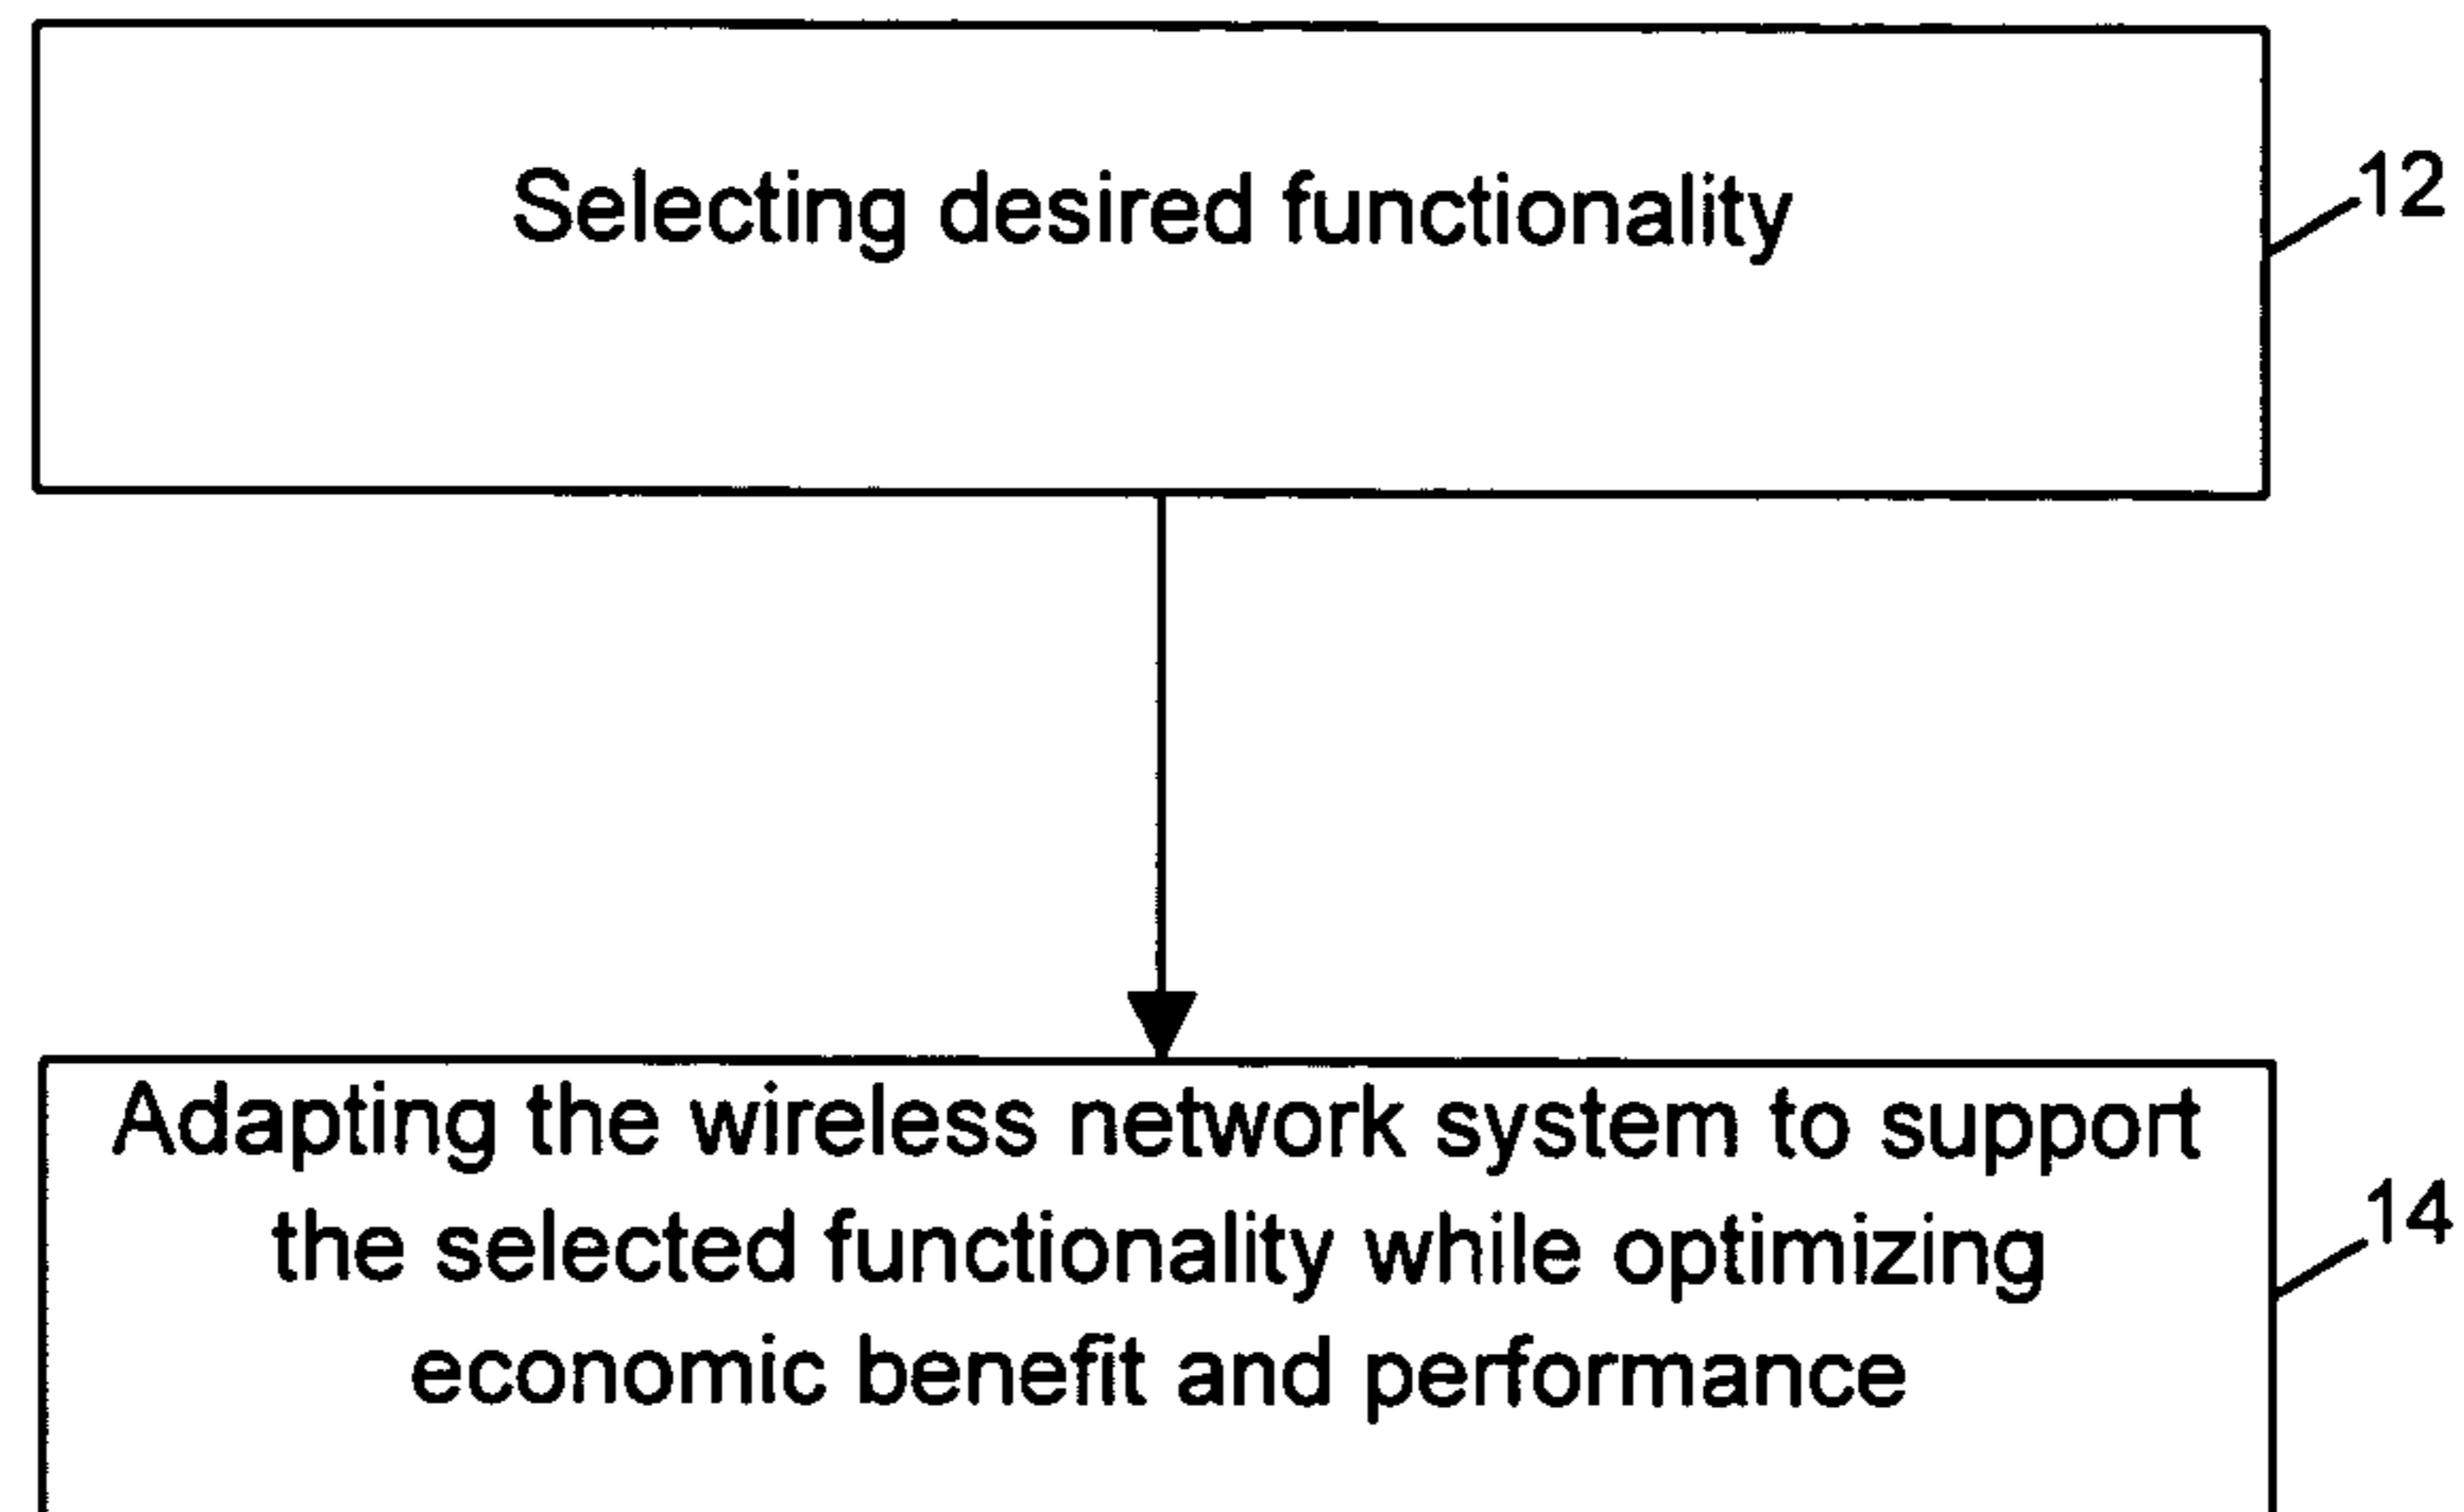 Selecting desired functionality
12
Adapting the wireless network system to support
the selected functionality while optimizing
economic benefit and performance
14